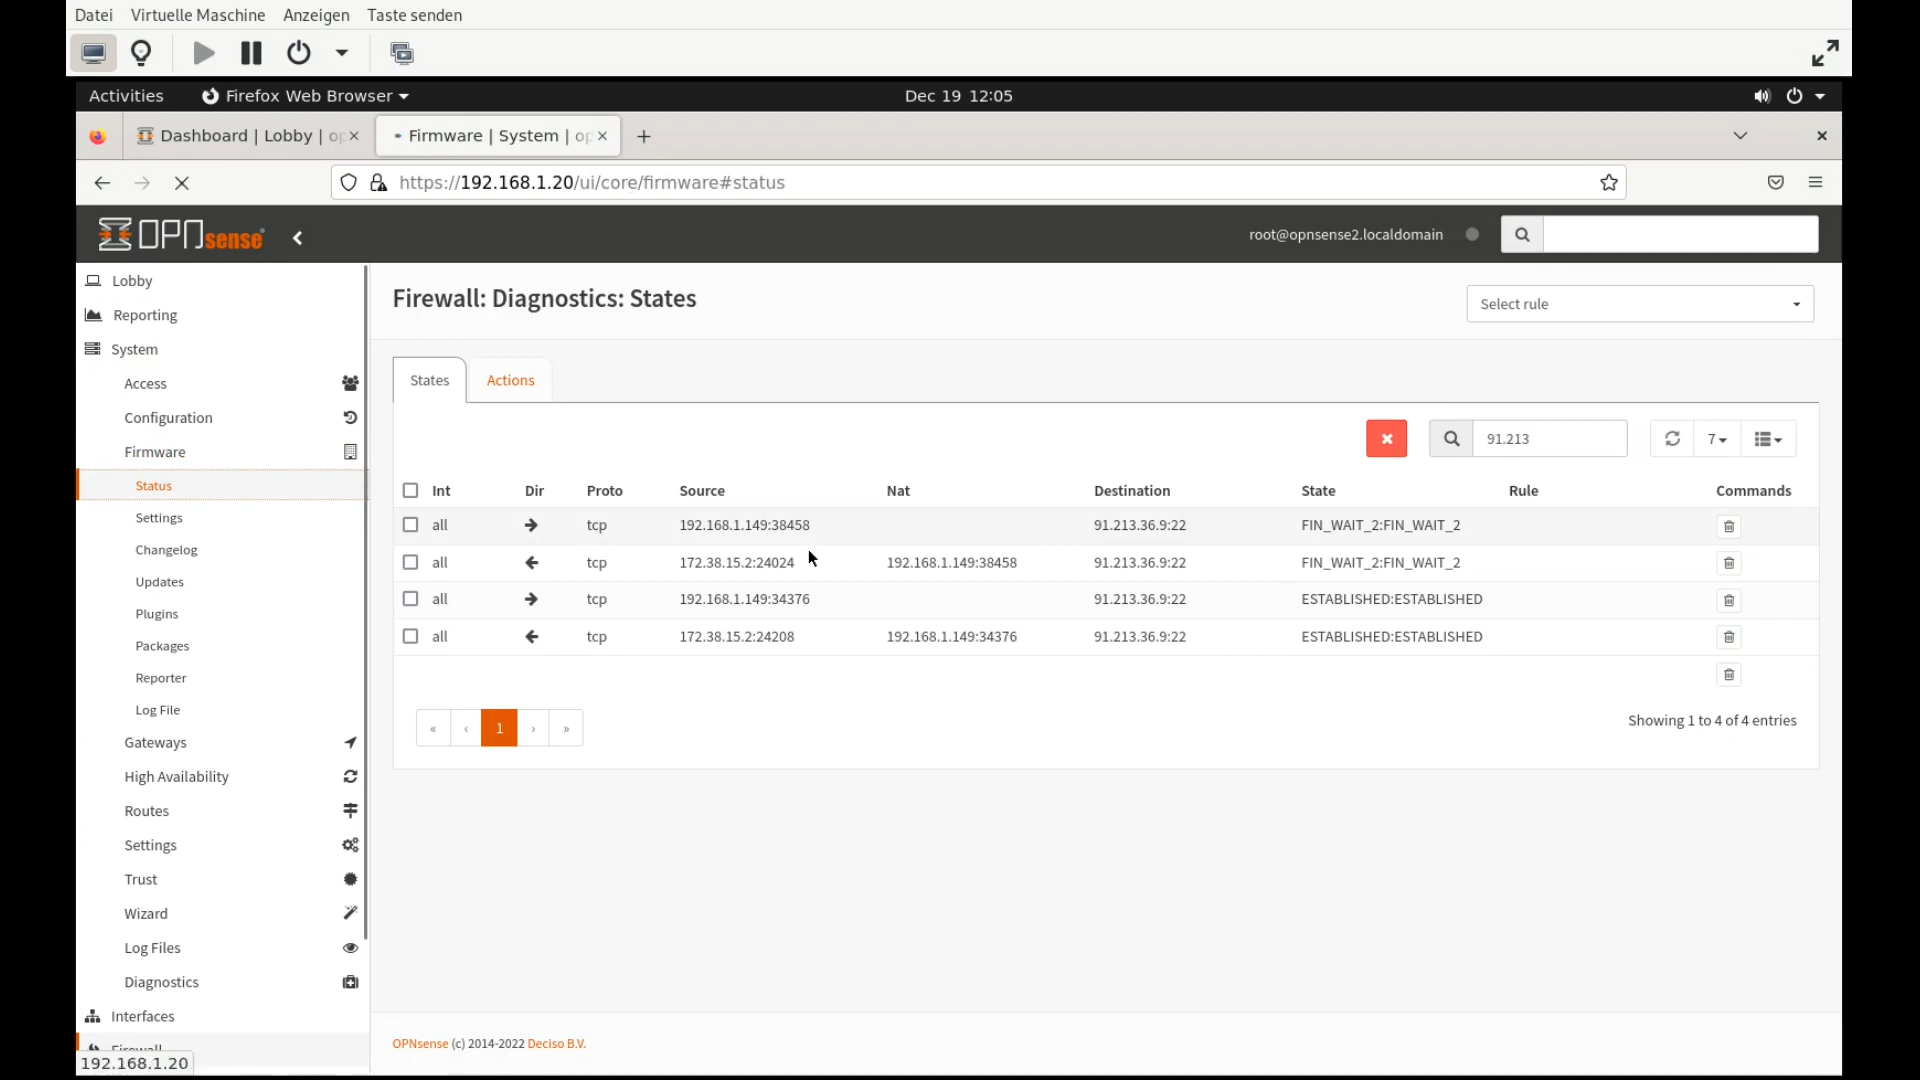 Datei Virtuelle Maschine Anzeigen Taste senden
Activities Firefox Web Browser Dec 19 12:05
Dashboard | Lobby | op Firmware | System | op
https://192.168.1.20/ui/core/firmware#status
OPNsense root@opnsense2.localdomain
Lobby
Reporting
System
Access
Configuration
Firmware
Status
Settings
Changelog
Updates
Plugins
Packages
Reporter
Log File
Gateways
High Availability
Routes
Settings
Trust
Wizard
Log Files
Diagnostics
Interfaces
Firewall
192.168.1.20
Firewall: Diagnostics: States
Select rule
States Actions
91.213 7
Int Dir Proto Source Nat Destination State Rule Commands
all tcp 192.168.1.149:38458 91.213.36.9:22 FIN_WAIT_2:FIN_WAIT_2
all tcp 172.38.15.2:24024 192.168.1.149:38458 91.213.36.9:22 FIN_WAIT_2:FIN_WAIT_2
all tcp 192.168.1.149:34376 91.213.36.9:22 ESTABLISHED:ESTABLISHED
all tcp 172.38.15.2:24208 192.168.1.149:34376 91.213.36.9:22 ESTABLISHED:ESTABLISHED
« ‹ 1 › »
Showing 1 to 4 of 4 entries
OPNsense (c) 2014-2022 Deciso B.V.